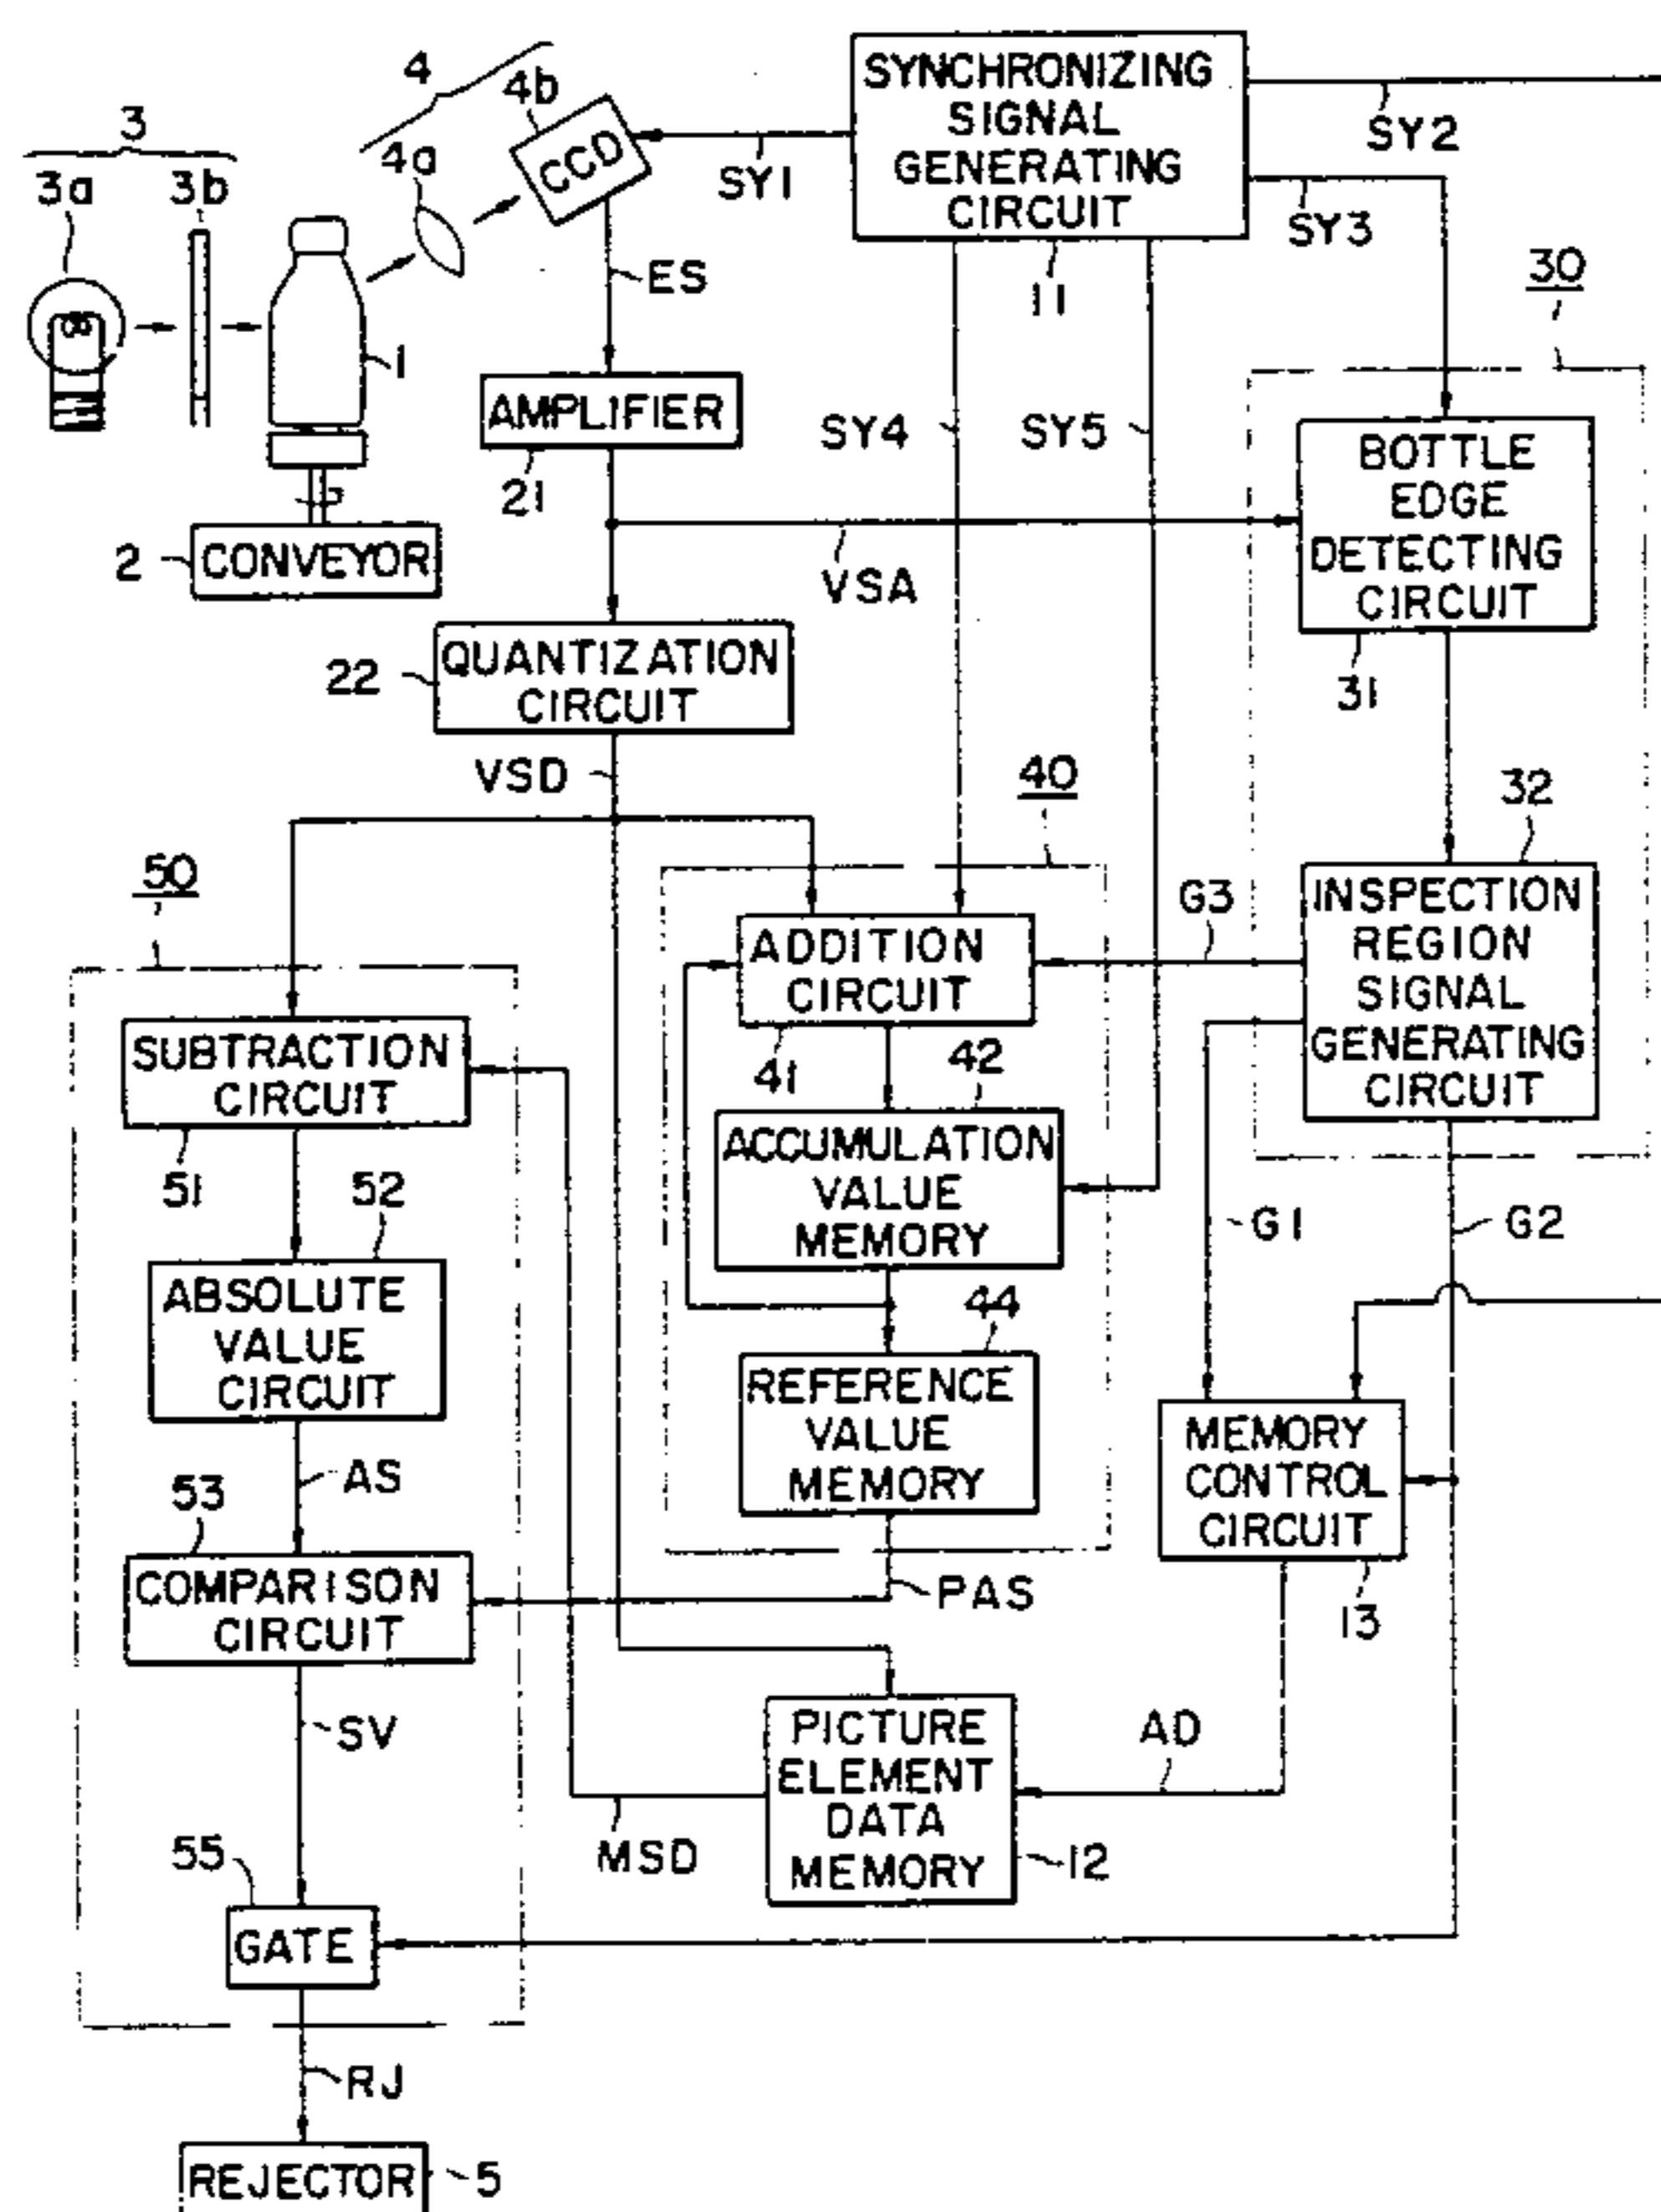 4
4b
3
4a
3a
3b
CCD
SY1
SYNCHRONIZING
SIGNAL
GENERATING
CIRCUIT
SY2
SY3
11
30
ES
1
AMPLIFIER
21
SY4
SY5
BOTTLE
EDGE
DETECTING
CIRCUIT
31
2
CONVEYOR
VSA
QUANTIZATION
CIRCUIT
22
VSD
40
32
50
G3
INSPECTION
REGION
SIGNAL
GENERATING
CIRCUIT
ADDITION
CIRCUIT
41
42
SUBTRACTION
CIRCUIT
51
52
ACCUMULATION
VALUE
MEMORY
G1
G2
ABSOLUTE
VALUE
CIRCUIT
44
REFERENCE
VALUE
MEMORY
MEMORY
CONTROL
CIRCUIT
13
AS
53
COMPARISON
CIRCUIT
PAS
SV
PICTURE
ELEMENT
DATA
MEMORY
12
AD
MSD
55
GATE
RJ
REJECTOR
5